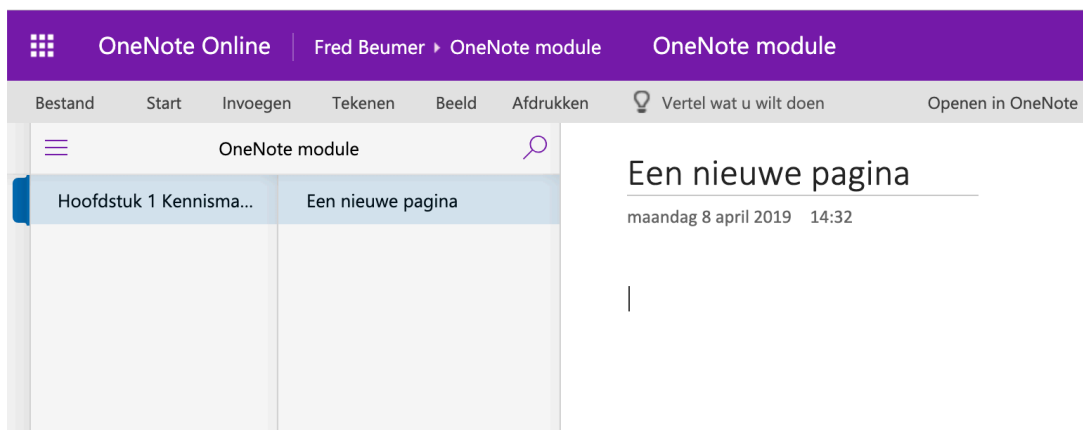 OneNote Online Fred Beumer ▸ OneNote module OneNote module
Bestand Start Invoegen Tekenen Beeld Afdrukken Vertel wat u wilt doen Openen in OneNote
OneNote module
Hoofdstuk 1 Kennisma... Een nieuwe pagina
Een nieuwe pagina
maandag 8 april 2019 14:32